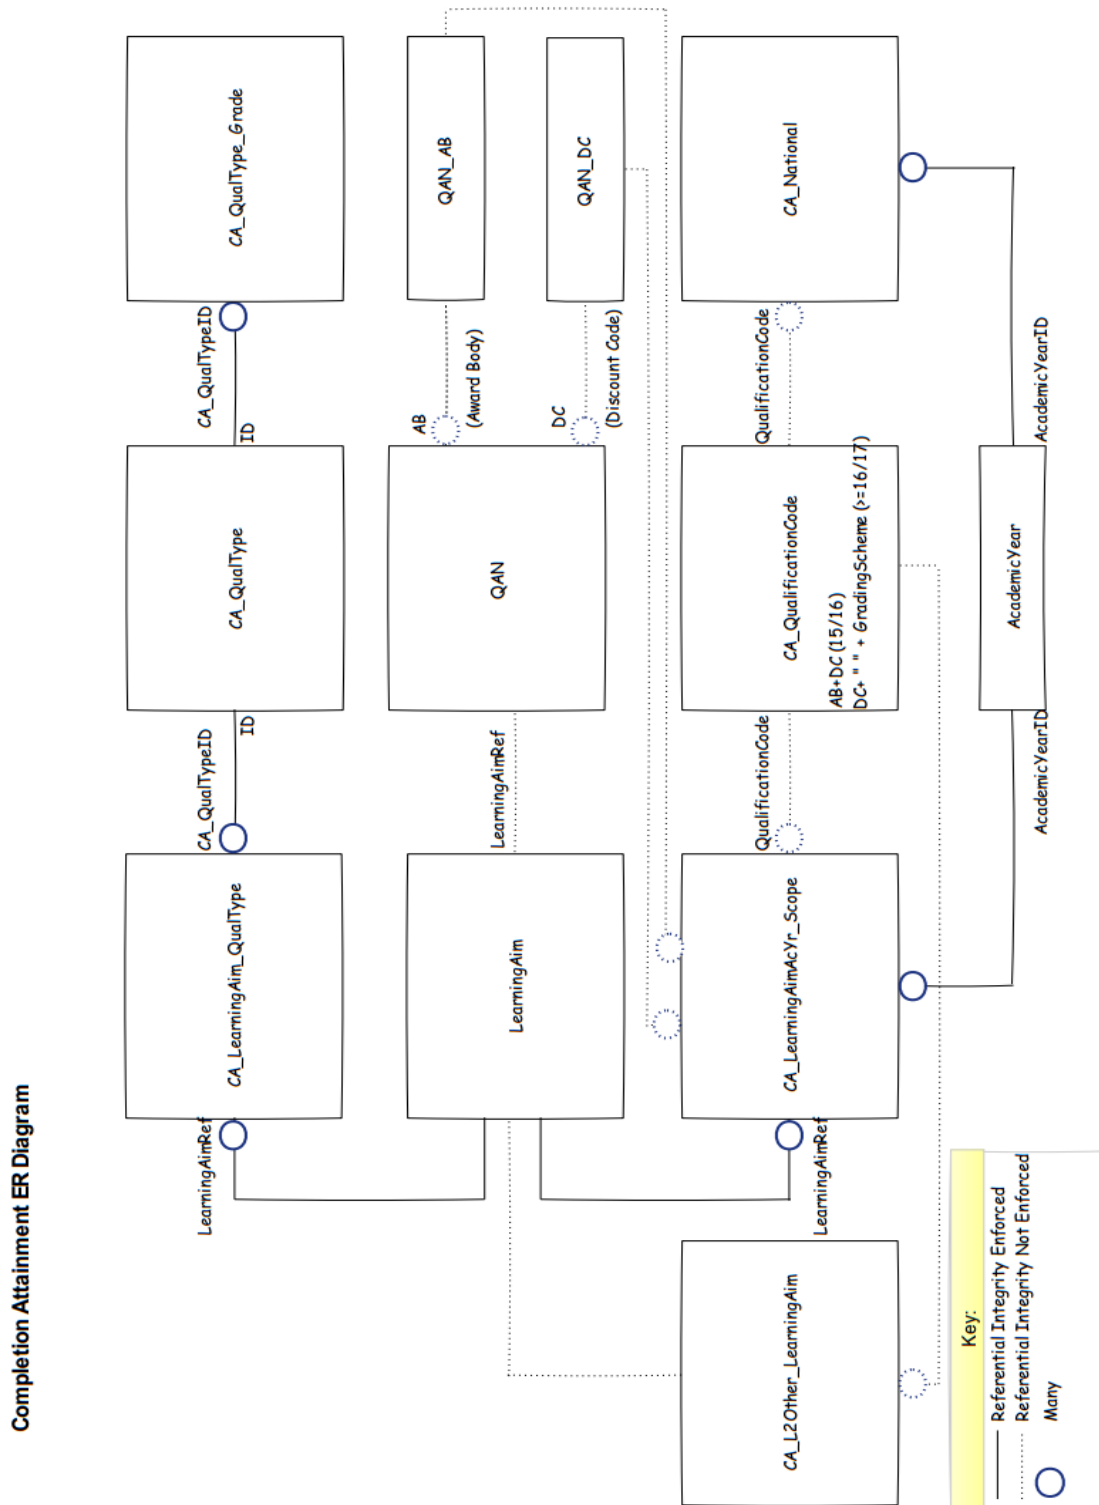 Completion Attainment ER Diagram
LearningAimRef
CA_LearningAim_QualType
CA_QualTypeID
ID
CA_QualType
CA_QualTypeID
ID
CA_QualType_Grade
LearningAim
LearningAimRef
QAN
AB
(Award Body)
QAN_AB
DC
(Discount Code)
QAN_DC
CA_L2Other_LearningAim
LearningAimRef
CA_LearningAimAcYr_Scope
QualificationCode
CA_QualificationCode
AB+DC (15/16)
DC+ " " + GradingScheme (>=16/17)
QualificationCode
CA_National
AcademicYearID
AcademicYear
AcademicYearID
Key:
Referential Integrity Enforced
Referential Integrity Not Enforced
Many